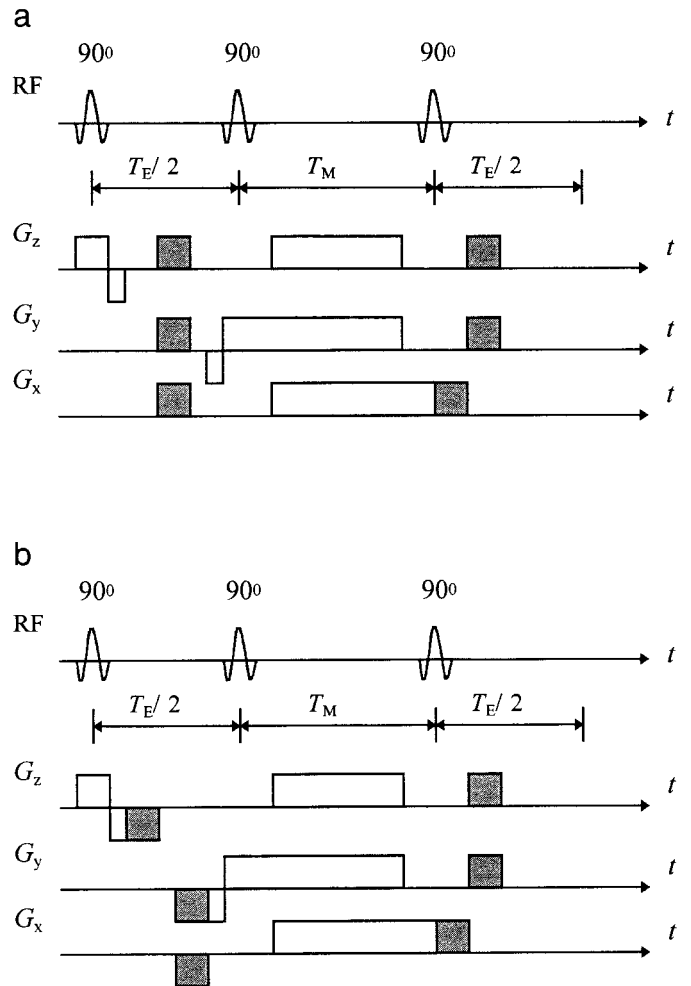 a
90⁰ 90⁰ 90⁰
RF
t
T_E / 2 T_M T_E / 2
G_z
t
G_y
t
G_x
t
b
90⁰ 90⁰ 90⁰
RF
t
T_E / 2 T_M T_E / 2
G_z
t
G_y
t
G_x
t